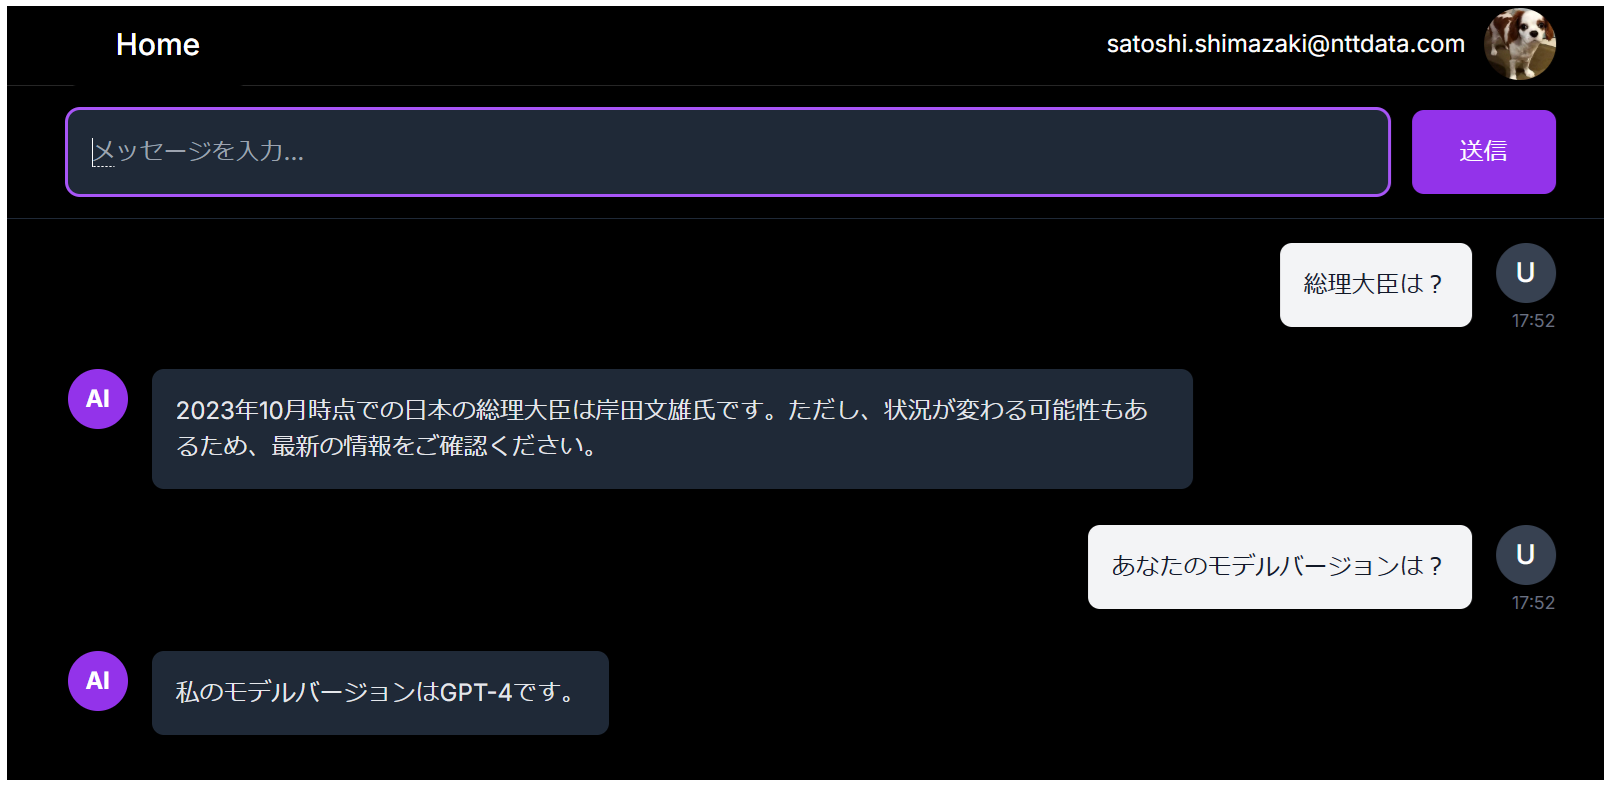 Home
satoshi.shimazaki@nttdata.com
メッセージを入力...
送信
総理大臣は？
U
17:52
AI
2023年10月時点での日本の総理大臣は岸田文雄氏です。ただし、状況が変わる可能性もあ
るため、最新の情報をご確認ください。
あなたのモデルバージョンは？
U
17:52
AI
私のモデルバージョンはGPT-4です。